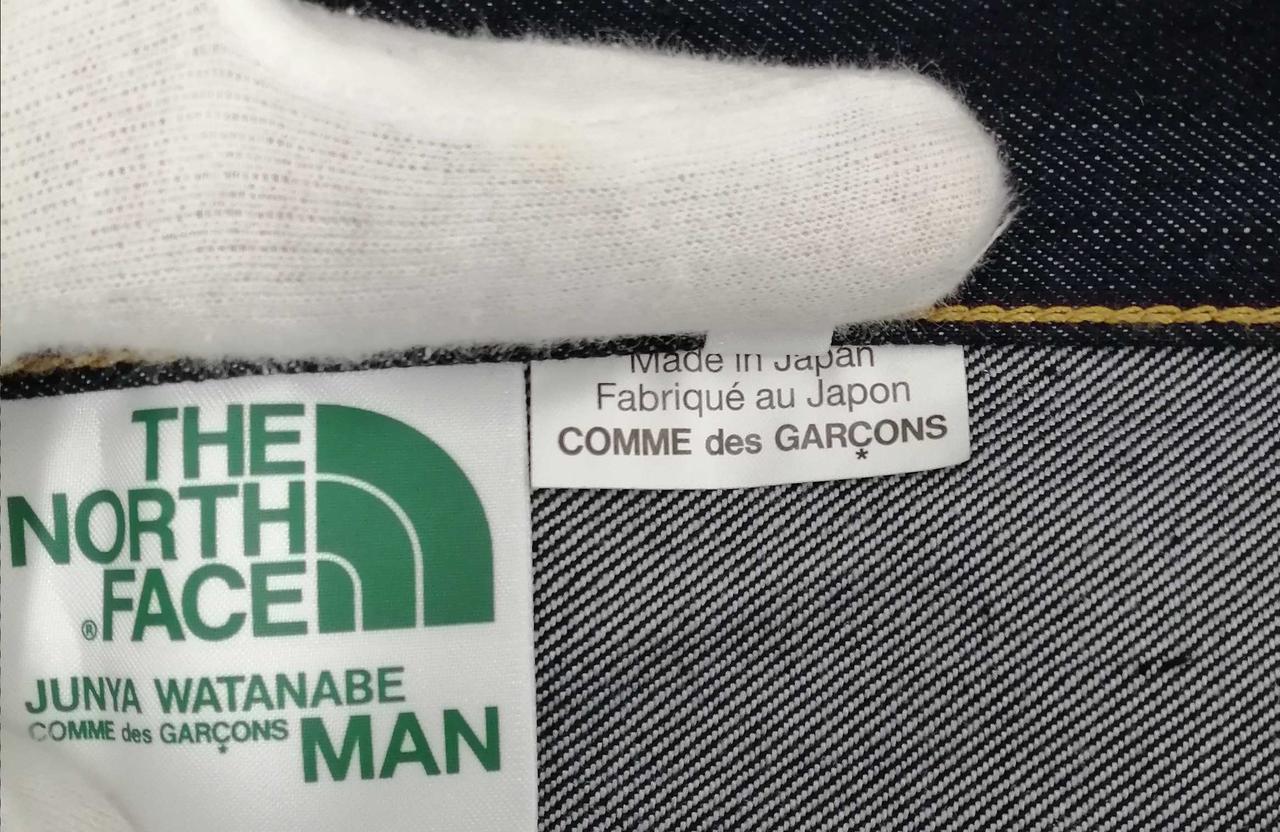 THE
NORTH
FACE
®
JUNYA WATANABE
COMME des GARÇONS MAN
Made in Japan
Fabriqué au Japon
COMME des GARÇONS
*